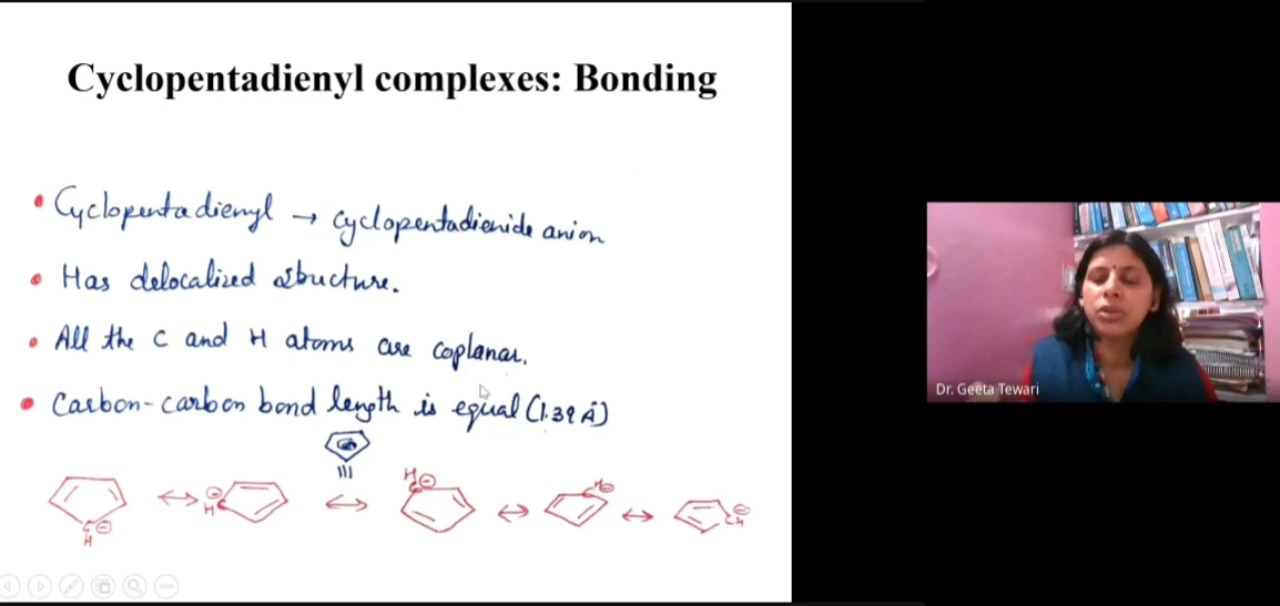 Cyclopentadienyl complexes: Bonding
• Cyclopentadienyl → cyclopentadienide anion
• Has delocalized structure.
• All the C and H atoms are coplanar.
• Carbon-carbon bond length is equal (1.39 Å)
C ⊖ H
⊖ H C
H ⊖ C
H ⊖
⊖ C H
Dr. Geeta Tewari